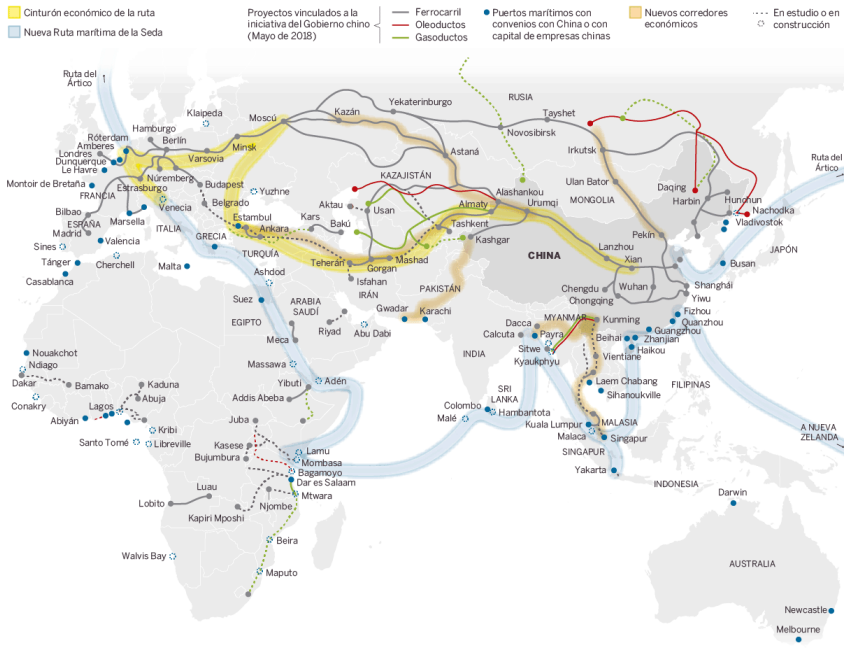 Cinturón económico de la ruta
Nueva Ruta marítima de la Seda
Proyectos vinculados a la
iniciativa del Gobierno chino
(Mayo de 2018)
Ferrocarril
Oleoductos
Gasoductos
Puertos marítimos con
convenios con China o con
capital de empresas chinas
Nuevos corredores
económicos
En estudio o en
construcción
Ruta del
Ártico
RUSIA
Klaipeda
Moscú
Kazán
Yekaterinburgo
Tayshet
Novosibirsk
Hamburgo
Róterdam
Amberes
Berlín
Londres
Dunquerque
Le Havre
Minsk
Varsovia
Astaná
Irkutsk
Ruta del
Ártico
Montoir de Bretaña
Estrasburgo
Núremberg
FRANCIA
Budapest
Belgrado
Venecia
Yuzhne
KAZAJISTÁN
Aktau
Usan
Alashankou
Almaty
Urumqi
Ulan Bator
MONGOLIA
Daqing
Harbin
Hunchun
Nachodka
Vladivostok
Bilbao
ESPAÑA
Madrid
Sines
Marsella
Valencia
ITALIA
GRECIA
Estambul
Ankara
TURQUÍA
Kars
Bakú
Tashkent
Kashgar
Pekín
JAPÓN
Tánger
Casablanca
Cherchell
Malta
Ashdod
Teherán
Gorgan
Mashad
Isfahan
IRÁN
PAKISTÁN
CHINA
Lanzhou
Xian
Busan
Suez
EGIPTO
ARABIA
SAUDÍ
Riyad
Abu Dabi
Gwadar
Karachi
Chengdu
Chongqing
Wuhan
Shanghái
Yiwu
Meca
Dacca
Calcuta
Payra
Sitwe
Kyaukphyu
MYANMAR
Kunming
Beihai
Fizhou
Quanzhou
Guangzhou
Zhanjian
Haikou
Vientiane
Nouakchot
Ndiago
Dakar
Bamako
Conakry
Massawa
Yibuti
Adén
Addis Abeba
INDIA
SRI
LANKA
Colombo
Malé
Hambantota
Laem Chabang
Sihanoukville
FILIPINAS
Kaduna
Abuja
Lagos
Abiyán
Kribi
Santo Tomé
Libreville
Juba
Kasese
Bujumbura
Lamu
Mombasa
Bagamoyo
Dar es Salaam
Mtwara
Kuala Lumpur
Malaca
MALASIA
Singapur
SINGAPUR
Yakarta
INDONESIA
A NUEVA
ZELANDA
Luau
Lobito
Kapiri Mposhi
Njombe
Beira
Walvis Bay
Maputo
Darwin
AUSTRALIA
Newcastle
Melbourne